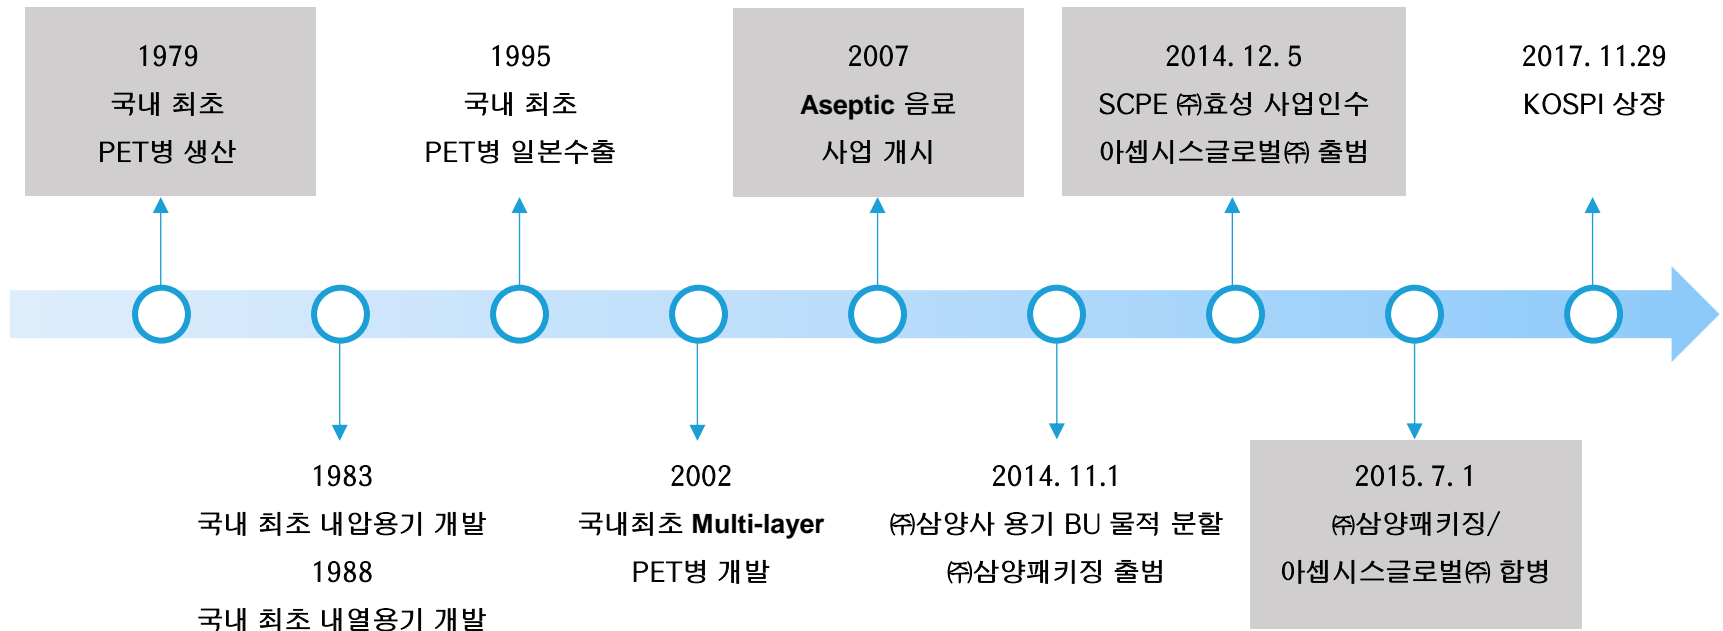 1979
국내 최초
PET병 생산
1995
국내 최초
PET병 일본수출
2007
Aseptic 음료
사업 개시
2014. 12. 5
SCPE ㈜효성 사업인수
아셉시스글로벌㈜ 출범
2017. 11.29
KOSPI 상장
1983
국내 최초 내압용기 개발
1988
국내 최초 내열용기 개발
2002
국내최초 Multi-layer
PET병 개발
2014. 11.1
㈜삼양사 용기 BU 물적 분할
㈜삼양패키징 출범
2015. 7. 1
㈜삼양패키징/
아셉시스글로벌㈜ 합병